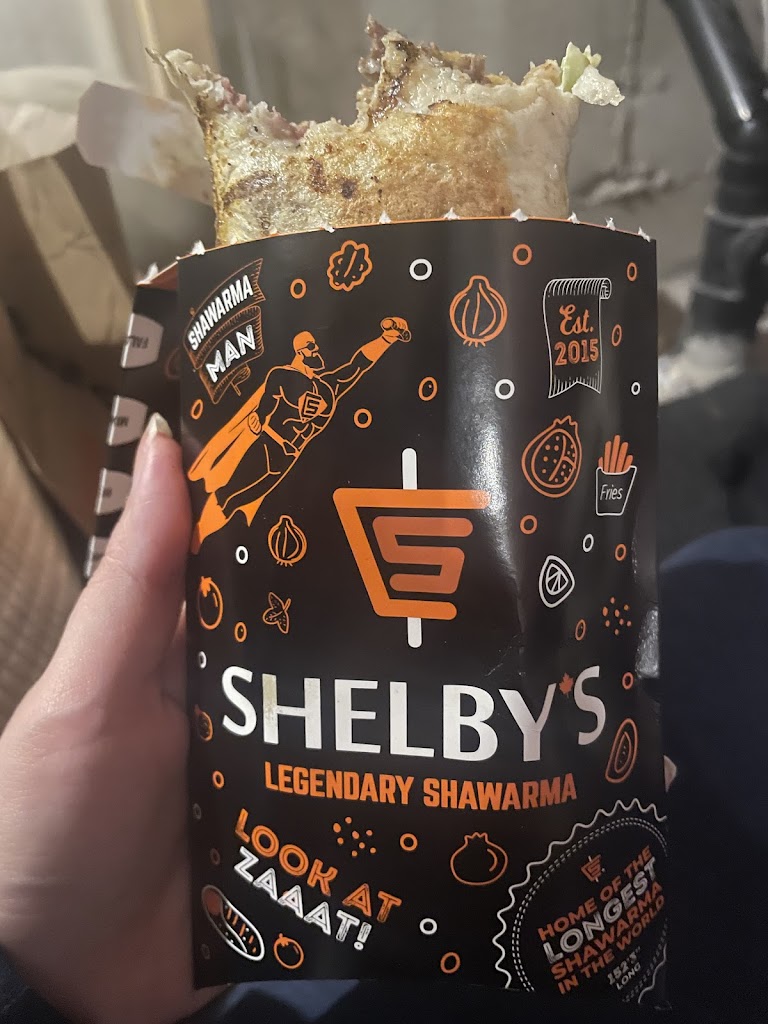 SHAWARMA
MAN
Est.
2015
Fries
S
SHELBY'S
LEGENDARY SHAWARMA
LOOK AT
ZAAAT!
HOME OF THE
LONGEST
SHAWARMA
IN THE WORLD
LONG